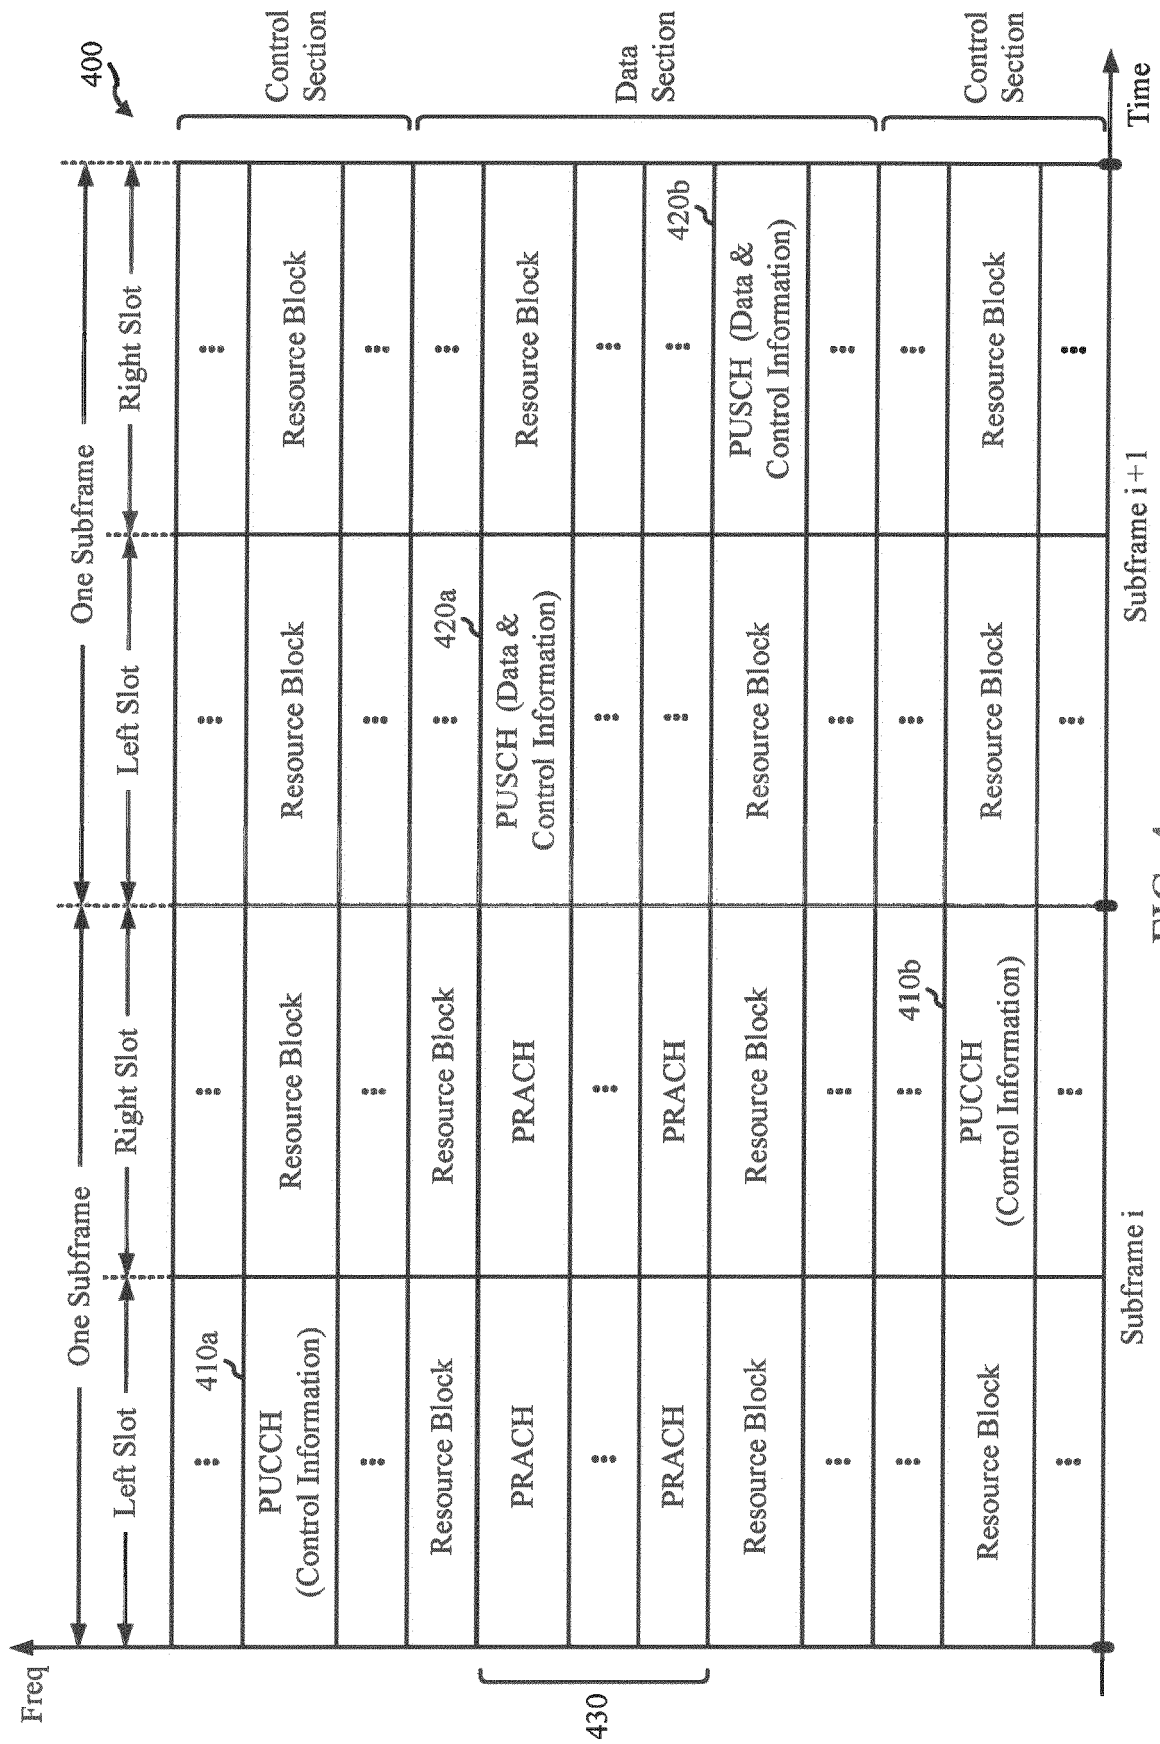 400
Freq
One Subframe
One Subframe
Left Slot
Right Slot
Left Slot
Right Slot
...
410a
...
...
...
PUCCH
(Control Information)
Resource Block
Resource Block
Resource Block
...
...
...
...
Control
Section
Resource Block
Resource Block
...
420a
...
430
PRACH
PRACH
PUSCH (Data &
Control Information)
Resource Block
...
...
...
...
PRACH
PRACH
...
...
420b
Resource Block
Resource Block
Resource Block
PUSCH (Data &
Control Information)
...
...
...
...
Data
Section
...
...
410b
...
...
Resource Block
PUCCH
(Control Information)
Resource Block
Resource Block
...
...
...
...
Control
Section
Subframe i
Subframe i+1
Time